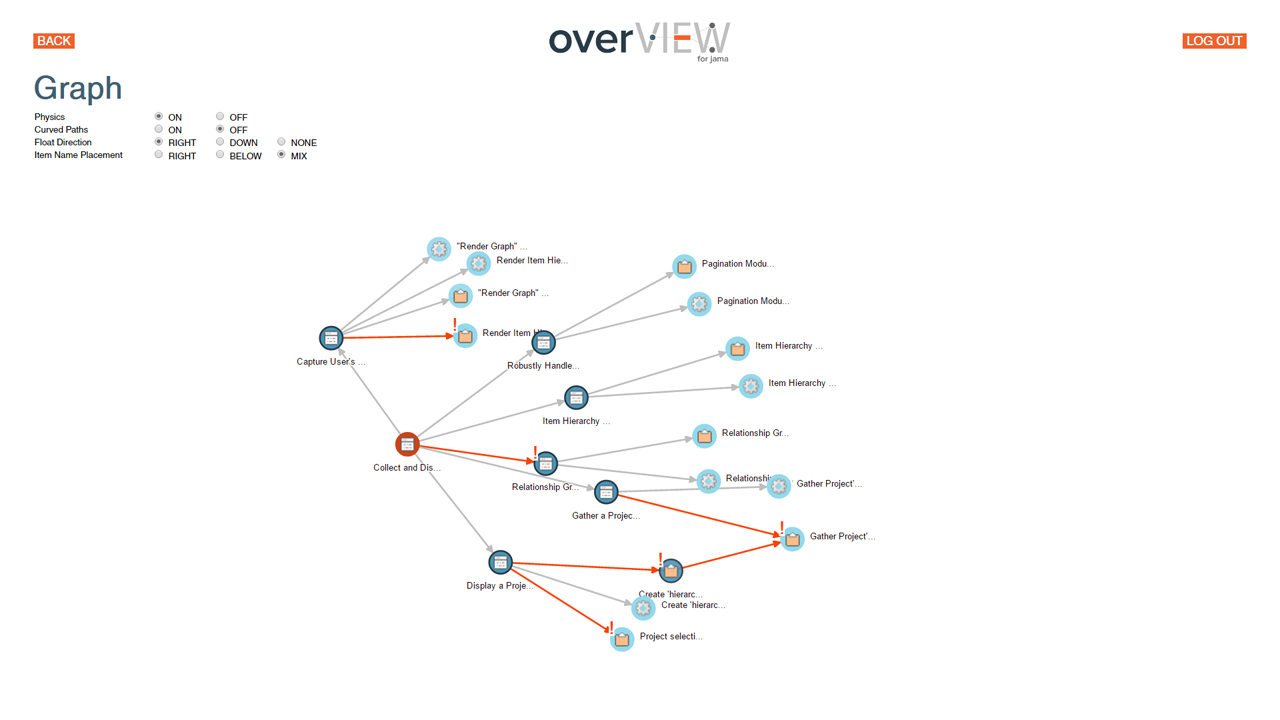 BACK
overVIEW
for jama
LOG OUT
Graph
Physics ON OFF
Curved Paths ON OFF
Float Direction RIGHT DOWN NONE
Item Name Placement RIGHT BELOW MIX
"Render Graph" ...
Render Item Hie...
Pagination Modu...
"Render Graph" ...
Pagination Modu...
! Render Item Hi
Item Hierarchy ...
Capture User's ...
Robustly Handle...
Item Hierarchy ...
Item Hierarchy ...
Relationship Gr...
!
Collect and Dis...
Relationship
Gather Project'...
Relationship Gr...
Gather a Projec...
!
Gather Project'...
!
Display a Proje...
Create 'hierarc...
Create 'hierarc...
!
Project selecti...